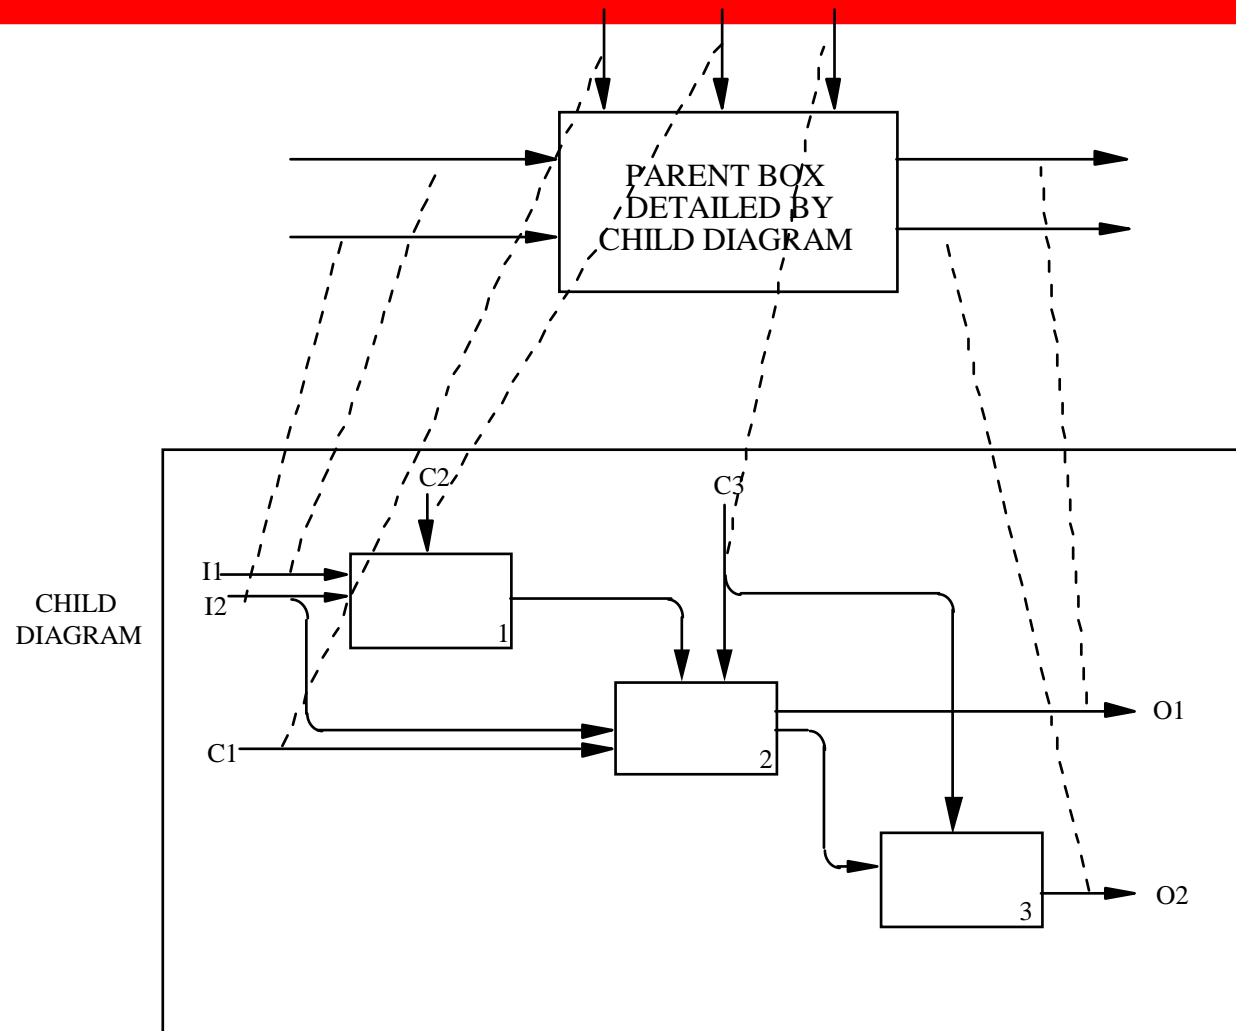 PARENT BOX
DETAILED BY
CHILD DIAGRAM
C2
C3
I1
I2
CHILD
DIAGRAM
1
O1
C1
2
O2
3